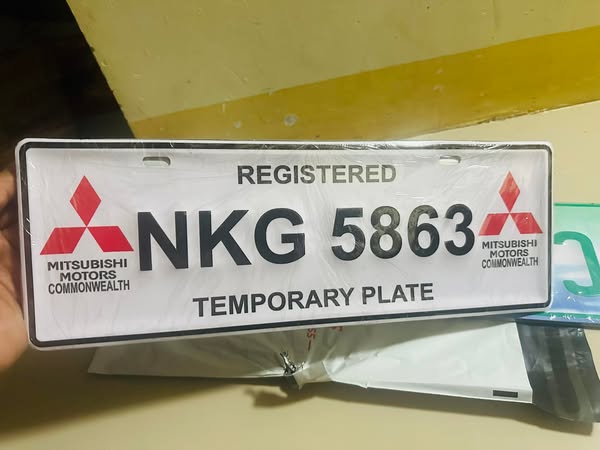 REGISTERED
MITSUBISHI
MOTORS
COMMONWEALTH
NKG 5863
MITSUBISHI
MOTORS
COMMONWEALTH
TEMPORARY PLATE